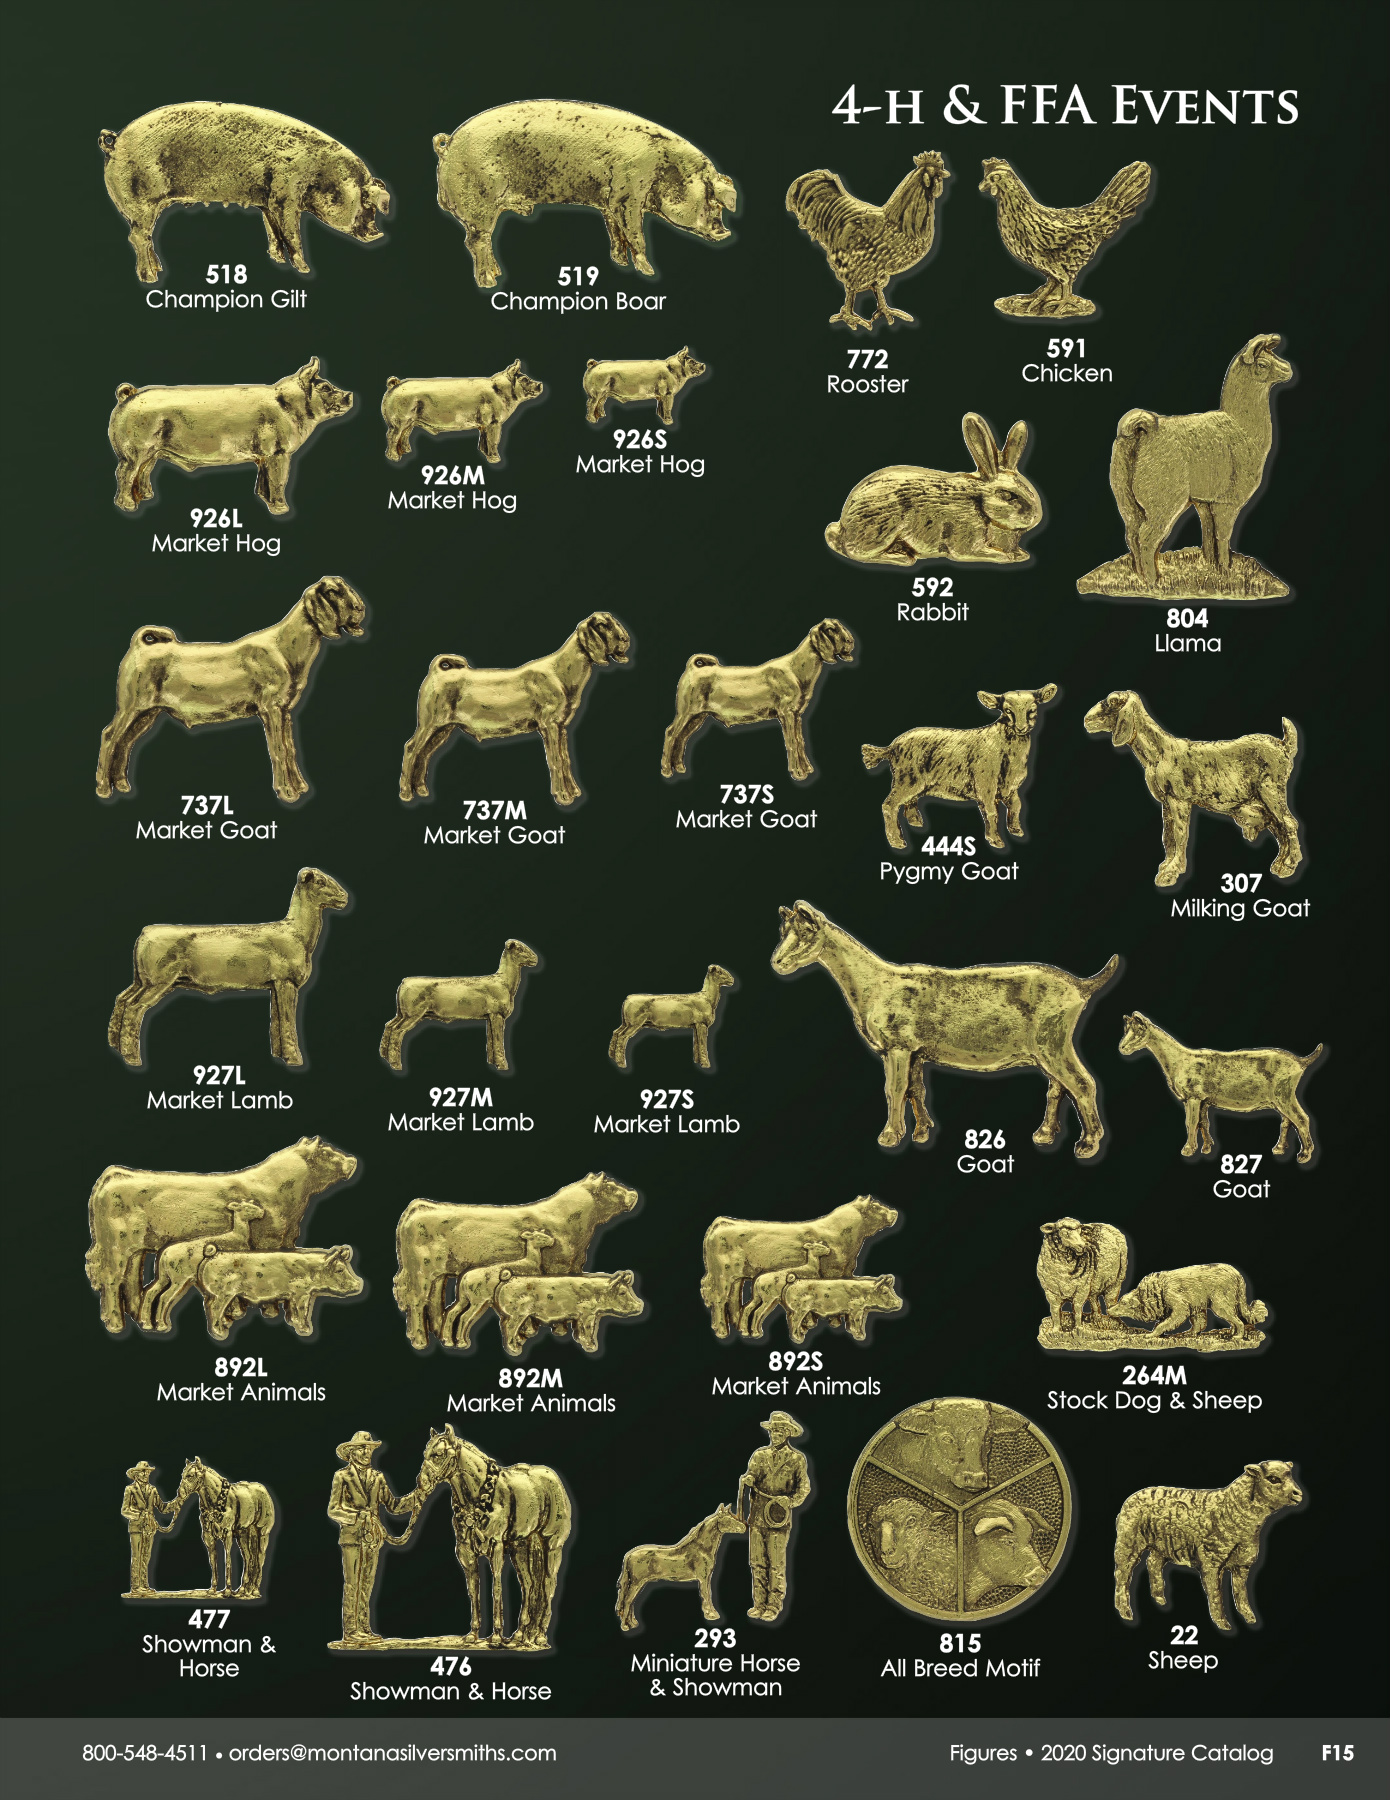 4-H & FFA EVENTS
518
Champion Gilt
519
Champion Boar
772
Rooster
591
Chicken
926L
Market Hog
926M
Market Hog
926S
Market Hog
592
Rabbit
804
Llama
737L
Market Goat
737M
Market Goat
737S
Market Goat
444S
Pygmy Goat
307
Milking Goat
927L
Market Lamb
927M
Market Lamb
927S
Market Lamb
826
Goat
827
Goat
892L
Market Animals
892M
Market Animals
892S
Market Animals
264M
Stock Dog & Sheep
477
Showman &
Horse
476
Showman & Horse
293
Miniature Horse
& Showman
815
All Breed Motif
22
Sheep
800-548-4511 • orders@montanasilversmiths.com
Figures • 2020 Signature Catalog F15